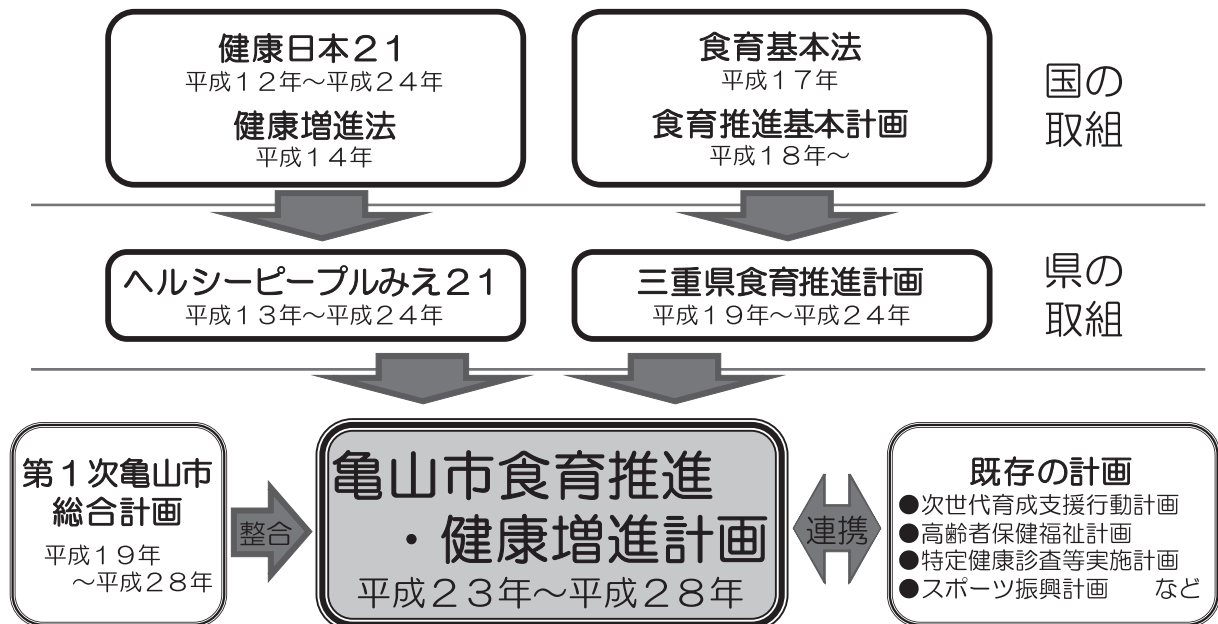 健康日本２１
平成１２年～平成２４年
健康増進法
平成１４年
食育基本法
平成１７年
食育推進基本計画
平成１８年～
国の
取組
ヘルシーピープルみえ２１
平成１３年～平成２４年
三重県食育推進計画
平成１９年～平成２４年
県の
取組
第１次亀山市
総合計画
平成１９年
～平成２８年
整合
亀山市食育推進
・健康増進計画
平成２３年～平成２８年
連携
既存の計画
●次世代育成支援行動計画
●高齢者保健福祉計画
●特定健康診査等実施計画
●スポーツ振興計画　　など